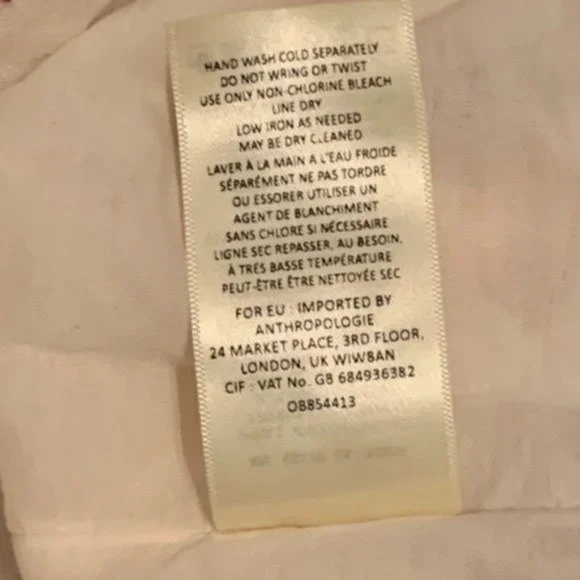 HAND WASH COLD SEPARATELY
DO NOT WRING OR TWIST
USE ONLY NON-CHLORINE BLEACH
LINE DRY
LOW IRON AS NEEDED
MAY BE DRY CLEANED
LAVER À LA MAIN A L'EAU FROIDE
SÉPARÉMENT NE PAS TORDRE
OU ESSORER UTILISER UN
AGENT DE BLANCHIMENT
SANS CHLORE SI NÉCESSAIRE
LIGNE SEC REPASSER, AU BESOIN,
À TRÈS BASSE TEMPÉRATURE
PEUT-ÊTRE ÊTRE NETTOYÉE SEC
FOR EU : IMPORTED BY
ANTHROPOLOGIE
24 MARKET PLACE, 3RD FLOOR,
LONDON, UK W1W8AN
CIF : VAT No. GB 684936382
OB854413